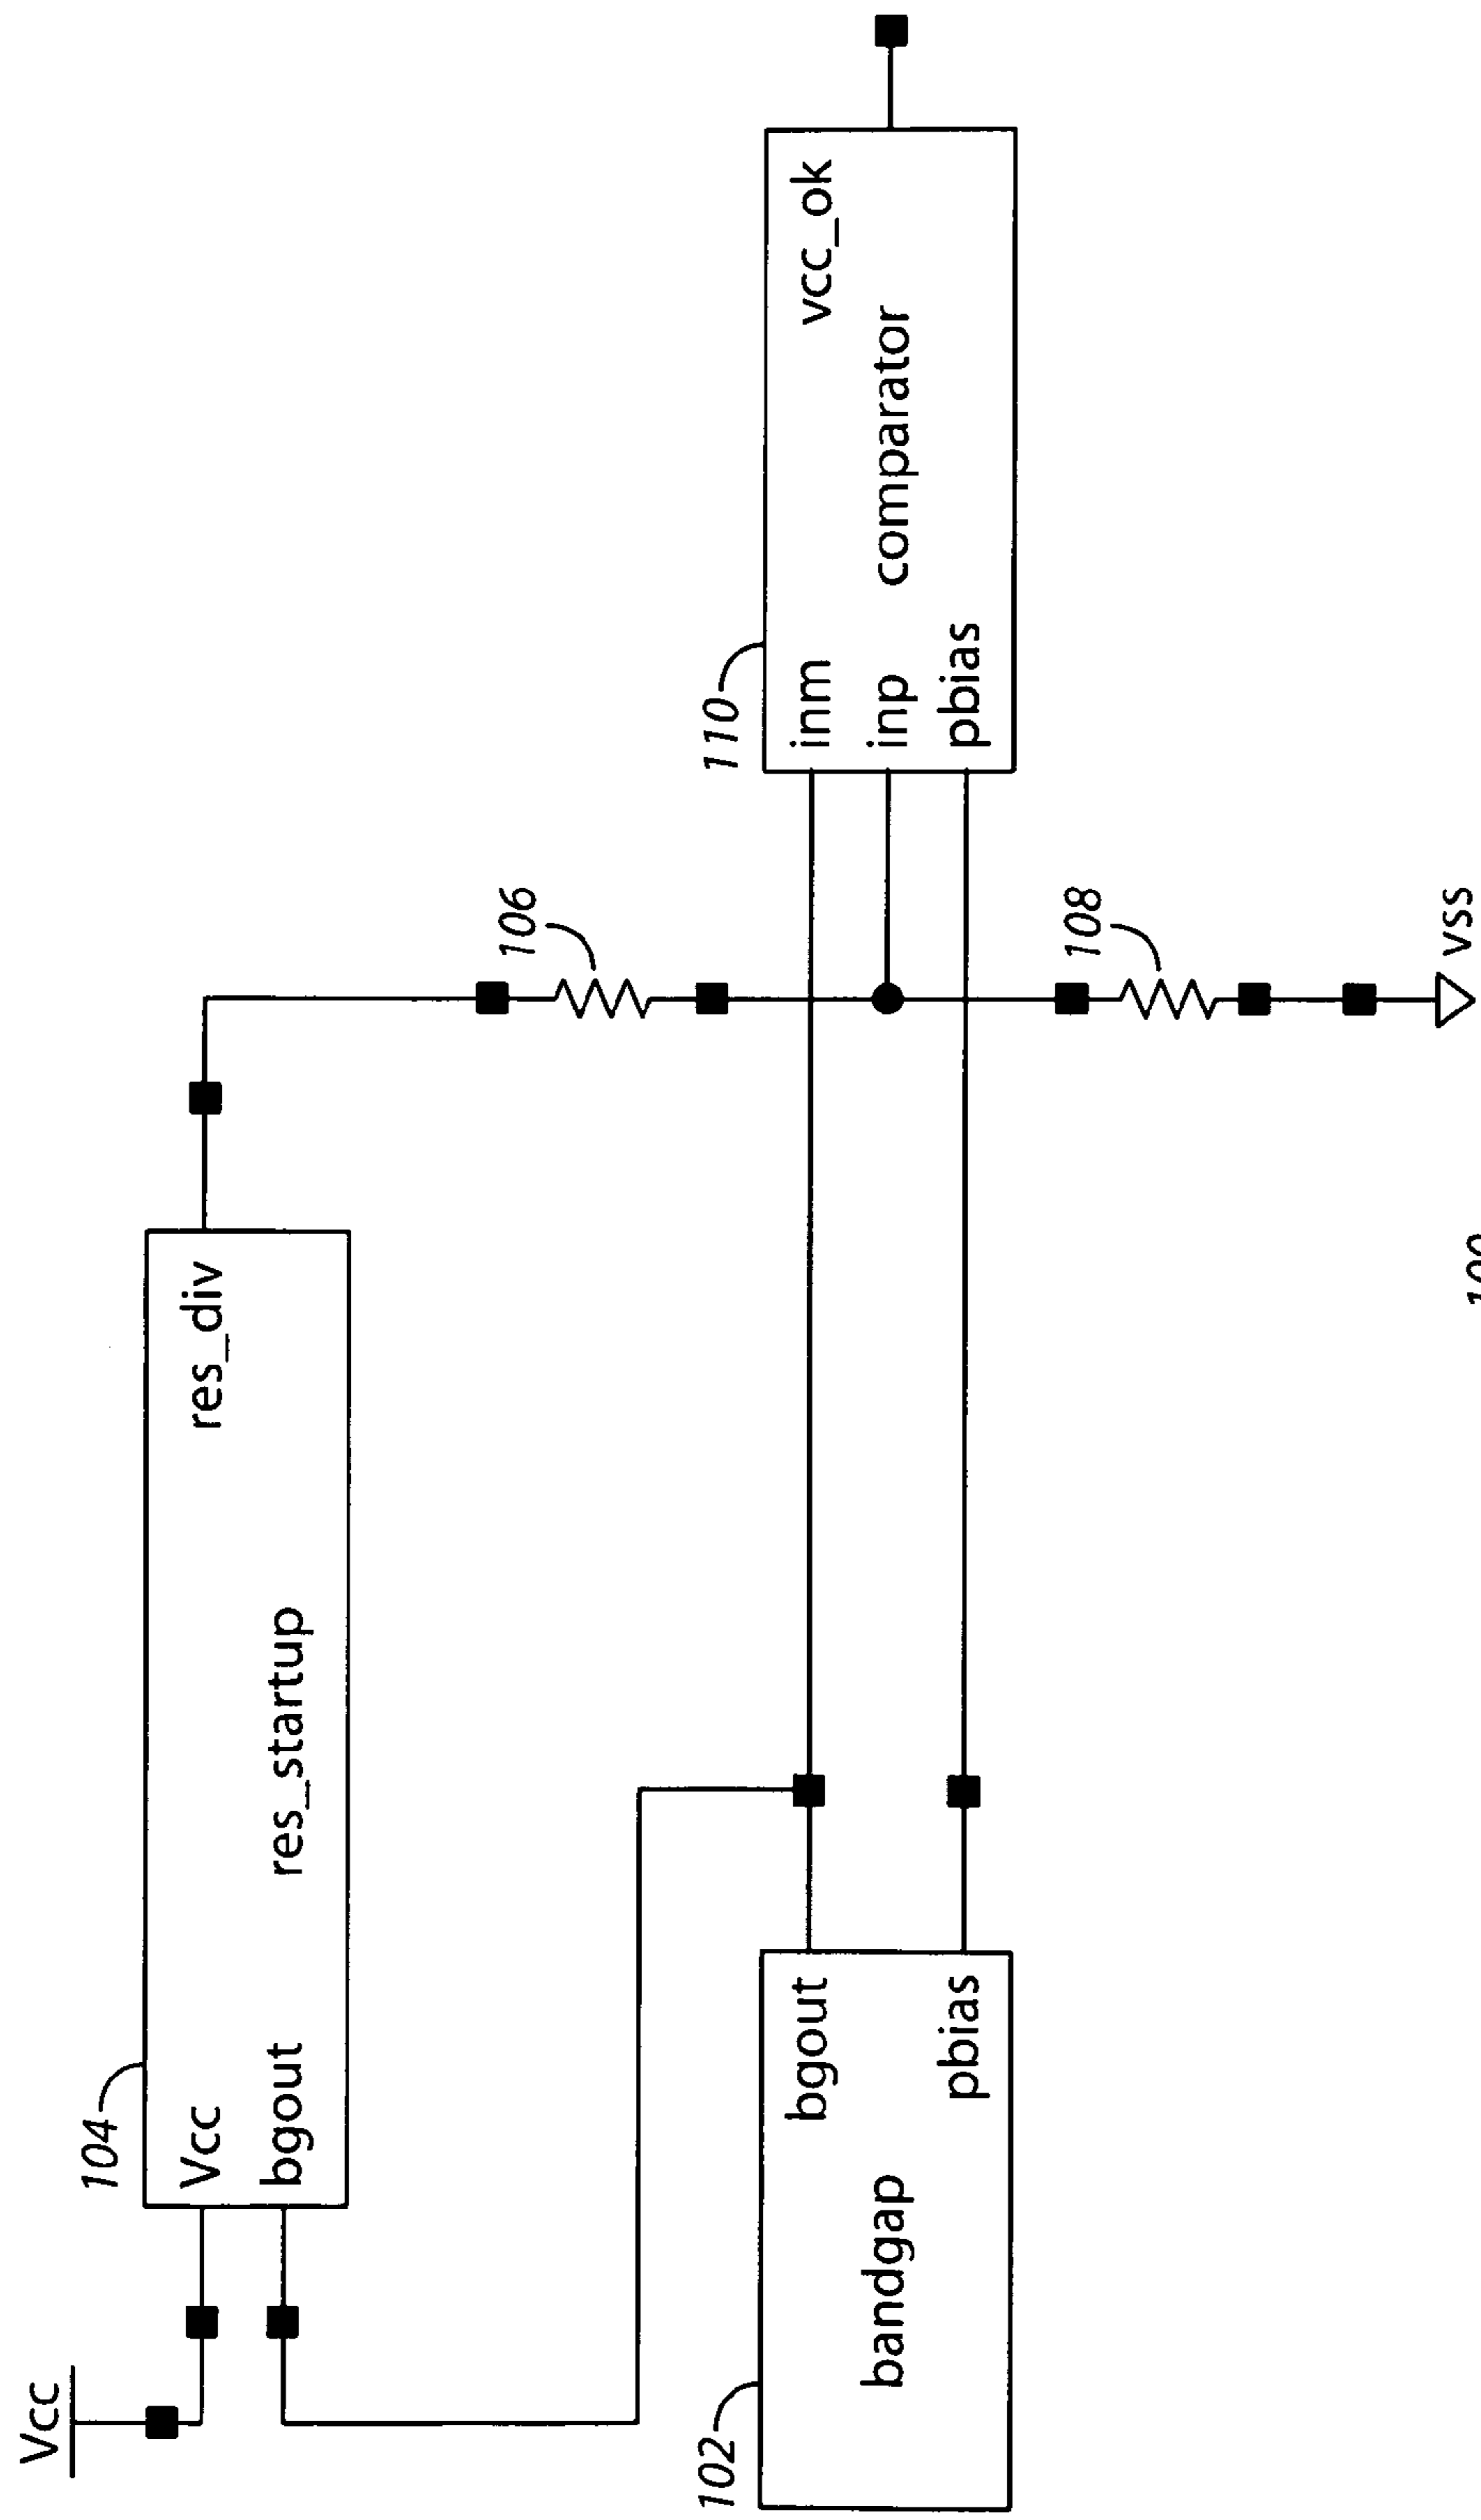 Vcc
104
Vcc
bgout
res_startup
res_div
106
102
bandgap
bgout
pbias
110
inm
inp
pbias
comparator
vcc_ok
108
vss